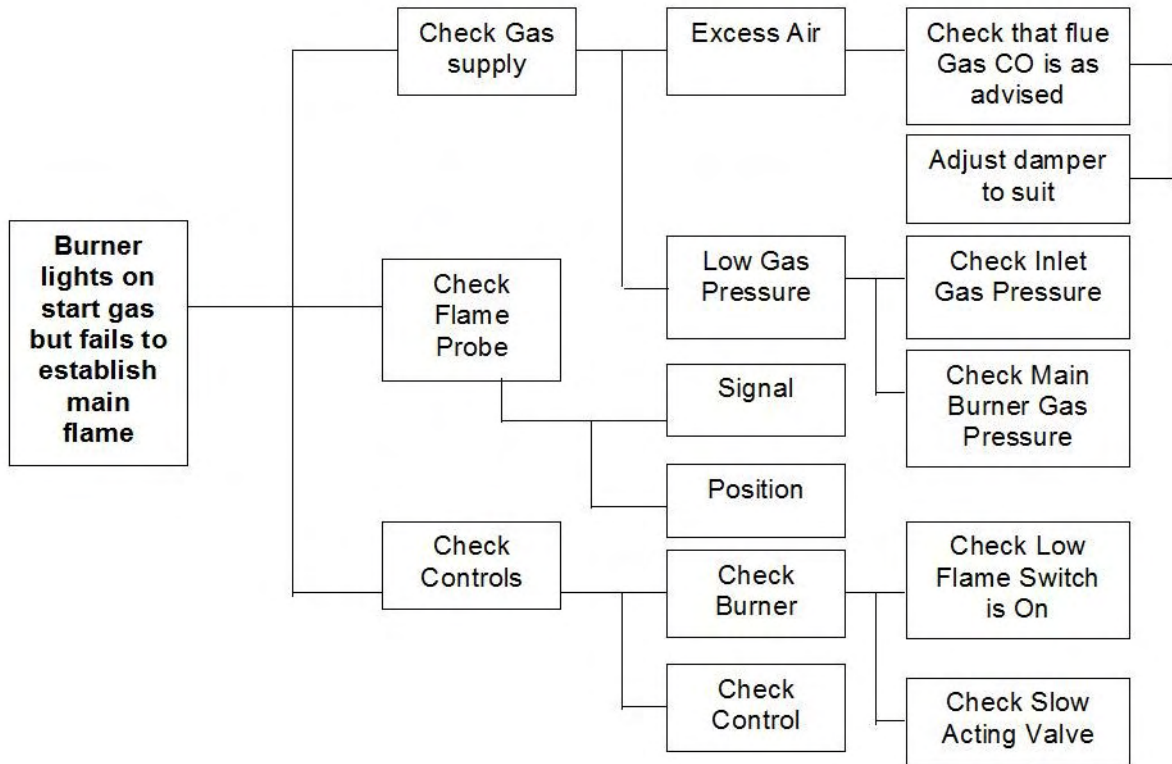 Burner
lights on
start gas
but fails to
establish
main
flame
Check Gas
supply
Check
Flame
Probe
Check
Controls
Excess Air
Low Gas
Pressure
Signal
Position
Check
Burner
Check
Control
Check that flue
Gas CO is as
advised
Adjust damper
to suit
Check Inlet
Gas Pressure
Check Main
Burner Gas
Pressure
Check Low
Flame Switch
is On
Check Slow
Acting Valve